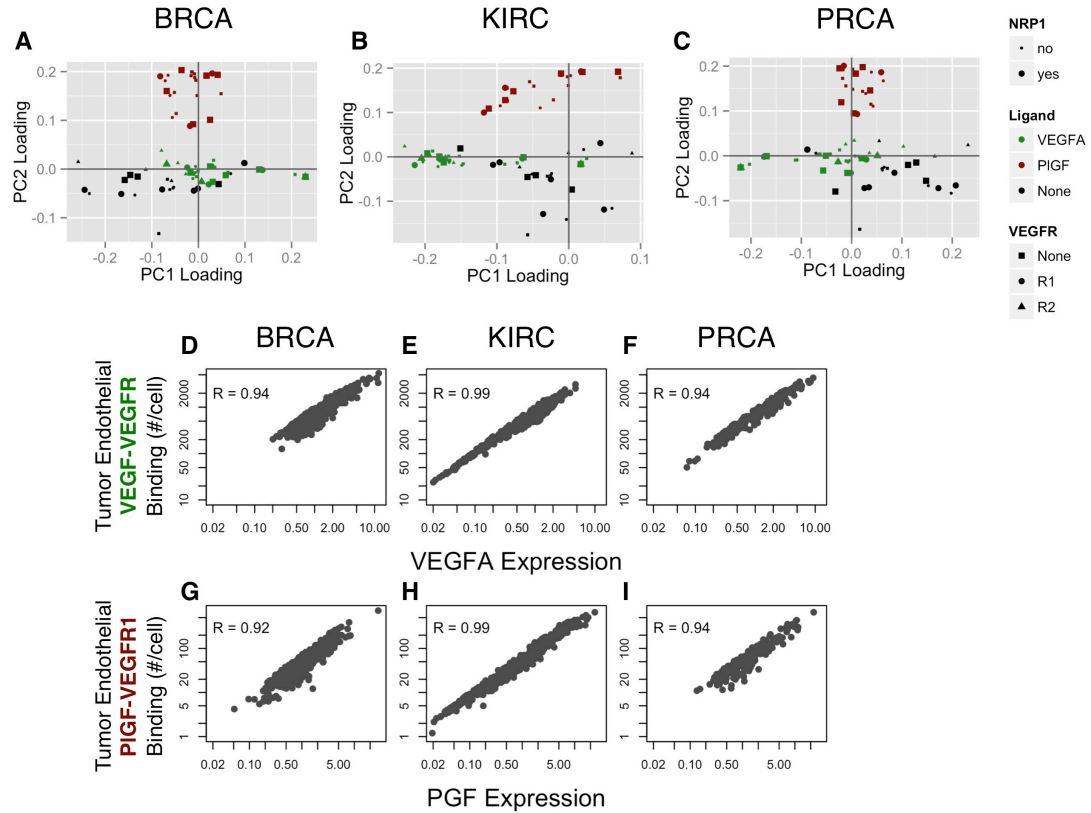 BRCA KIRC PRCA
A B C
NRP1
no
yes
Ligand
VEGFA
PlGF
None
VEGFR
None
R1
R2
PC2 Loading
0.2
0.1
0.0
-0.1
-0.2 -0.1 0.0 0.1 0.2
PC1 Loading
PC2 Loading
0.2
0.1
0.0
-0.1
-0.2 -0.1 0.0 0.1
PC1 Loading
PC2 Loading
0.2
0.1
0.0
-0.1
-0.2 -0.1 0.0 0.1 0.2
PC1 Loading
D BRCA E KIRC F PRCA
Tumor Endothelial
VEGF-VEGFR
Binding (#/cell)
R = 0.94
2000
200
50
10
0.02 0.10 0.50 2.00 10.00
R = 0.99
2000
200
50
10
0.02 0.10 0.50 2.00 10.00
R = 0.94
2000
200
50
10
0.02 0.10 0.50 2.00 10.00
VEGFA Expression
G H I
Tumor Endothelial
PlGF-VEGFR1
Binding (#/cell)
R = 0.92
100
20
5
1
0.02 0.10 0.50 5.00
R = 0.99
100
20
5
1
0.02 0.10 0.50 5.00
R = 0.94
100
20
5
1
0.02 0.10 0.50 5.00
PGF Expression